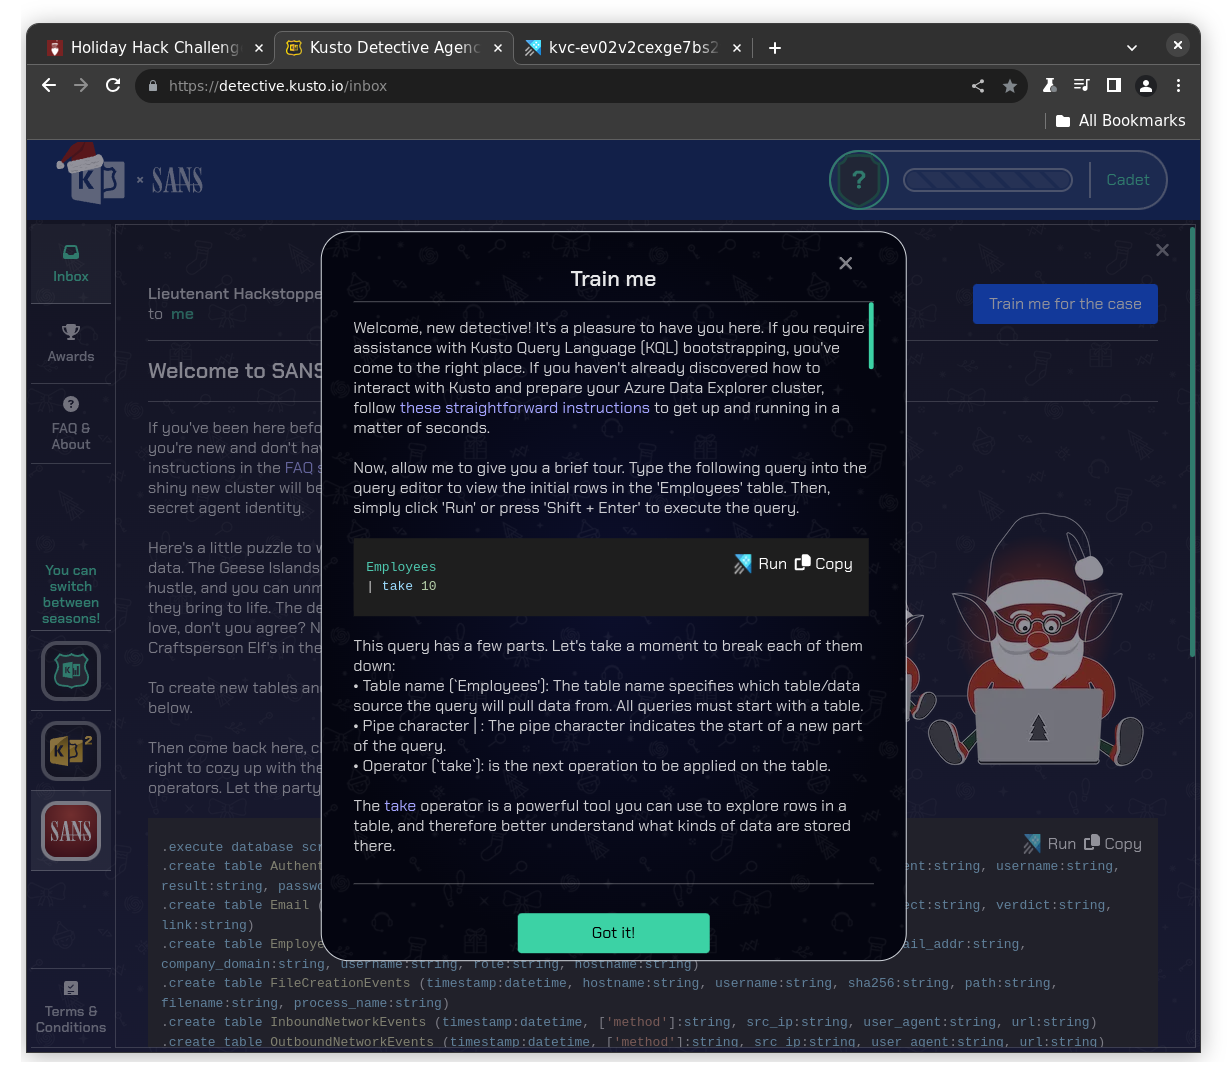 Holiday Hack Challeng
Kusto Detective Agenc
kvc-ev02v2cexge7bs2
https://detective.kusto.io/inbox
All Bookmarks
K
× SANS
?
Cadet
Inbox
Awards
FAQ &
About
You can
switch
between
seasons!
2
SANS
Terms &
Conditions
Lieutenant Hackstoppe
to me
Train me for the case
Welcome to SANS
If you've been here befo
you're new and don't hav
instructions in the FAQ s
shiny new cluster will be
secret agent identity.
Here's a little puzzle to w
data. The Geese Islands
hustle, and you can unm
they bring to life. The de
love, don't you agree? N
Craftsperson Elf's in the
To create new tables an
below.
Then come back here, c
right to cozy up with the
operators. Let the party
Train me
Welcome, new detective! It's a pleasure to have you here. If you require
assistance with Kusto Query Language (KQL) bootstrapping, you've
come to the right place. If you haven't already discovered how to
interact with Kusto and prepare your Azure Data Explorer cluster,
follow these straightforward instructions to get up and running in a
matter of seconds.
Now, allow me to give you a brief tour. Type the following query into the
query editor to view the initial rows in the 'Employees' table. Then,
simply click 'Run' or press 'Shift + Enter' to execute the query.
Run Copy
Employees
| take 10
This query has a few parts. Let's take a moment to break each of them
down:
• Table name (`Employees'): The table name specifies which table/data
source the query will pull data from. All queries must start with a table.
• Pipe character | : The pipe character indicates the start of a new part
of the query.
• Operator (`take`): is the next operation to be applied on the table.
The take operator is a powerful tool you can use to explore rows in a
table, and therefore better understand what kinds of data are stored
there.
Got it!
Run Copy
.execute database scr
.create table Authent ent:string, username:string,
result:string, passwo
.create table Email ( ect:string, verdict:string,
link:string)
.create table Employe ail_addr:string,
company_domain:string, username:string, role:string, hostname:string)
.create table FileCreationEvents (timestamp:datetime, hostname:string, username:string, sha256:string, path:string,
filename:string, process_name:string)
.create table InboundNetworkEvents (timestamp:datetime, ['method']:string, src_ip:string, user_agent:string, url:string)
.create table OutboundNetworkEvents (timestamp:datetime, ['method']:string, src_ip:string, user_agent:string, url:string)